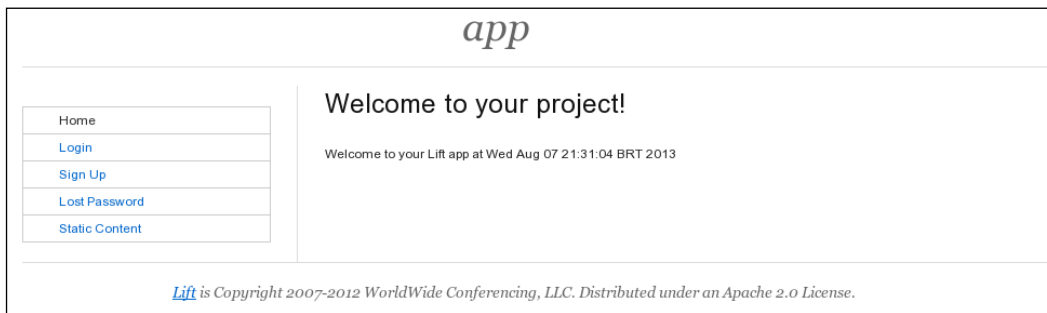 app
Home
Login
Sign Up
Lost Password
Static Content
Welcome to your project!
Welcome to your Lift app at Wed Aug 07 21:31:04 BRT 2013
Lift is Copyright 2007-2012 WorldWide Conferencing, LLC. Distributed under an Apache 2.0 License.